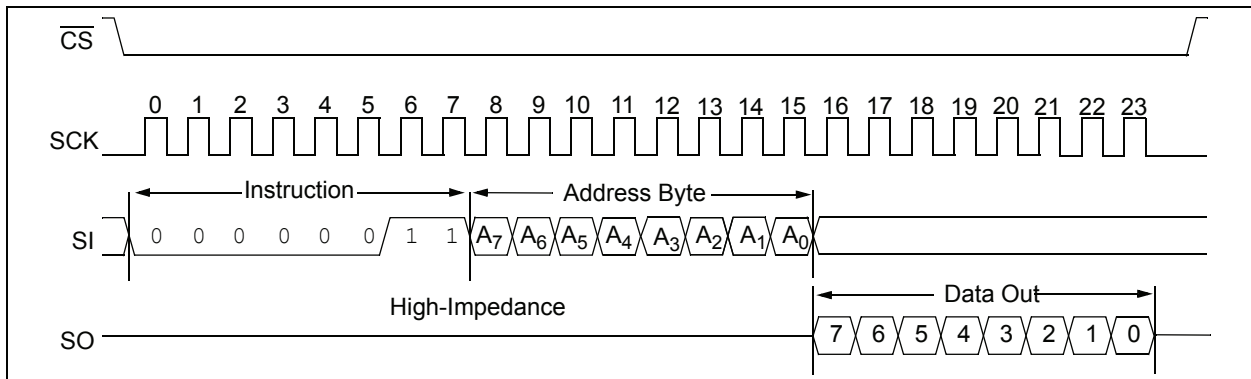 CS
0 1 2 3 4 5 6 7 8 9 10 11 12 13 14 15 16 17 18 19 20 21 22 23
SCK
Instruction Address Byte
SI 0 0 0 0 0 0 1 1 A7 A6 A5 A4 A3 A2 A1 A0
High-Impedance Data Out
SO 7 6 5 4 3 2 1 0